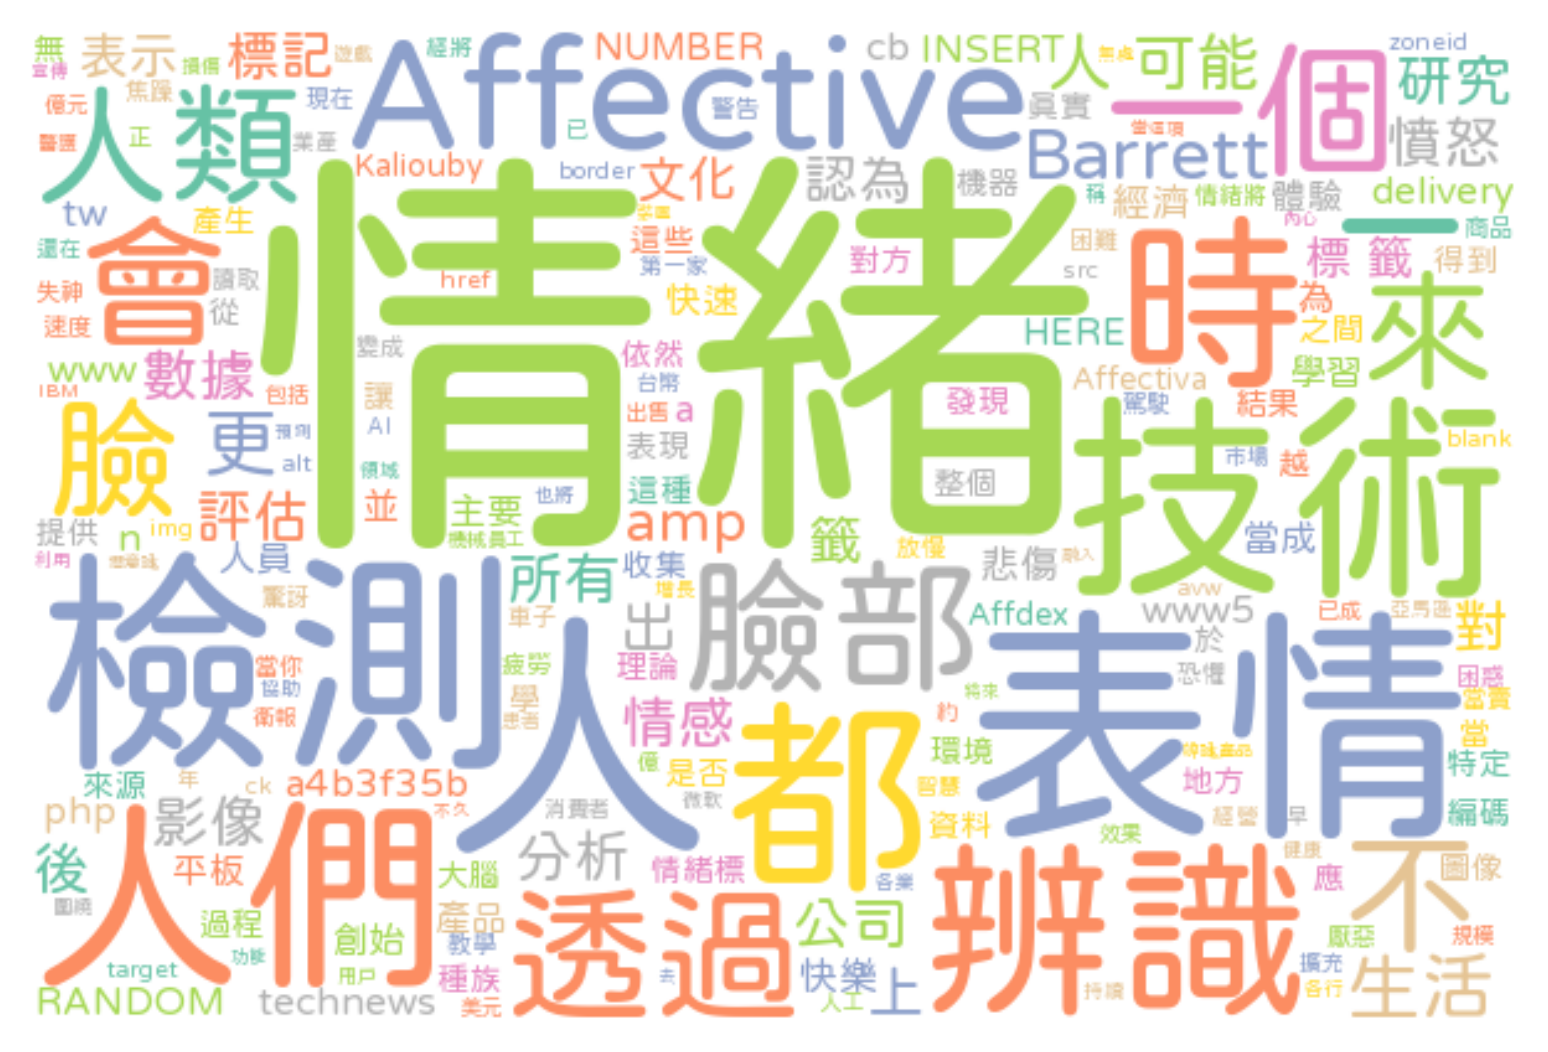 無 表示 標記 遊戲 經將 NUMBER cb INSERT 人 可能 zoneid
宣傳 損傷 Affective 無處 個 研究
億元 焦躁 人類 現在 警告 眞實 一
醫護 正 業產 已 Barrett 憤怒
Kaliouby border 文化 認為 機器 稱 經濟 情緒將 體驗 delivery
tw 產生 內心 一 商品
還在 會 讀取 情緒 這些 對方 困難 時 標 籤 得到
失神 從 href 第一家 src 為
速度 快速 HERE 之間 來
www 數據 變成 依然 Affectiva 學習
IBM 包括 讓 台幣 出售 a 發現 駕駛 結果
臉 更 預測 AI 表現 技術 blank
alt 領域 整個 市場 越
評估 並 主要 也將 這種
提供 n img 機械員工 amp 籤 放慢 悲傷 融入 當成
利用 人員 所有 收集
檢測 驚訝 車子 增長 臉部 Affdex www5 avw 已成 亞馬遜 對
當你 人 出 於 表情
協助 疲勞 理論 恐懼 困惑
衛報 學 患者 情感 將來 當賣
約 當
億 是否 都 環境 地方 特定
來源 年 ck a4b3f35b 微軟 智慧
php 影像 不久 消費者 資料 經營 早 編碼
人們 分析 效果
後 平板 大腦 情緒標 各業 辨識 健康 不 圖像
圍繞 應
過程 創始 產品 透過 公司 厭惡 規模
功能 教學
target 用戶 種族 去 快樂 上 擴充 生活
RANDOM technews 美元 人工 持續 各行